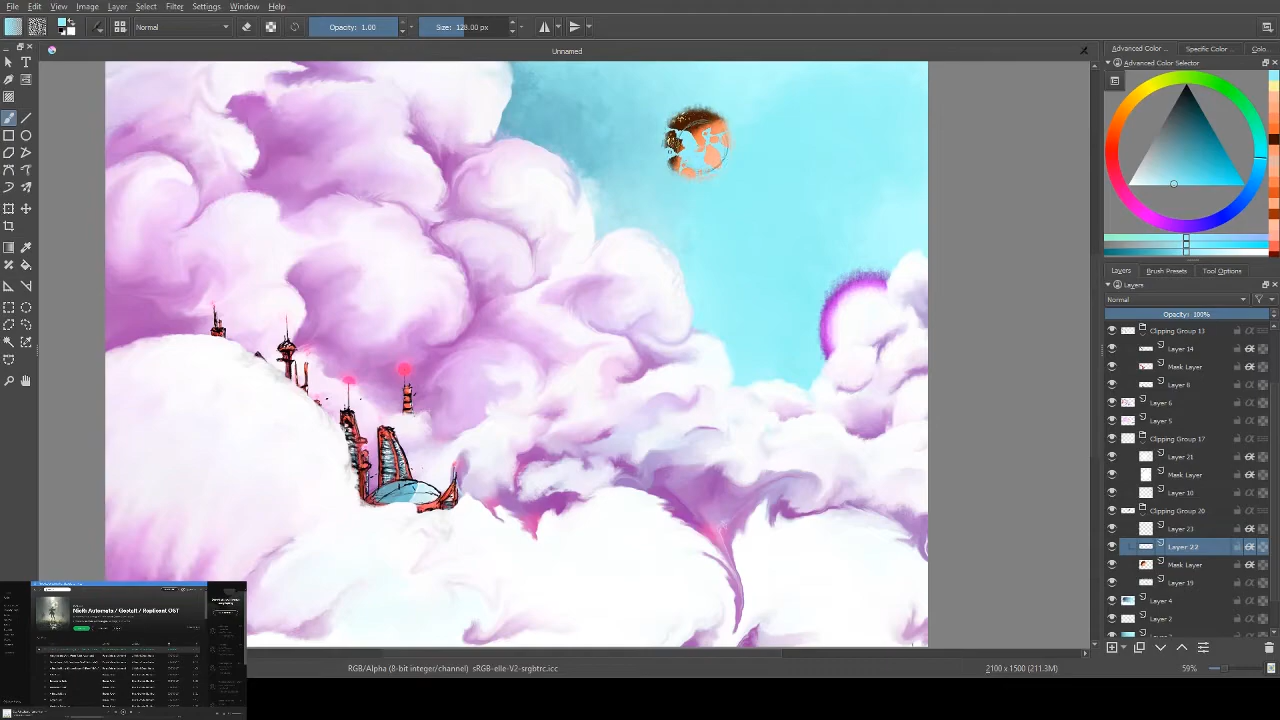 File Edit View Image Layer Select Filter Settings Window Help
Normal Opacity: 1.00 Size: 128.00 px
Unnamed
Advanced Color ... Specific Color ... Colo...
Advanced Color Selector
Layers Brush Presets Tool Options
Layers
Normal
Opacity: 100%
Clipping Group 13
Layer 14
Mask Layer
Layer 8
Layer 6
Layer 5
Clipping Group 17
Layer 21
Mask Layer
Layer 10
Clipping Group 20
Layer 23
Layer 22
Mask Layer
Layer 19
Layer 4
Layer 2
NieR:Automata / Gestalt / Replicant OST
RGB/Alpha (8-bit integer/channel) sRGB-elle-V2-srgbtrc.icc 2100 x 1500 (211.3M) 59%